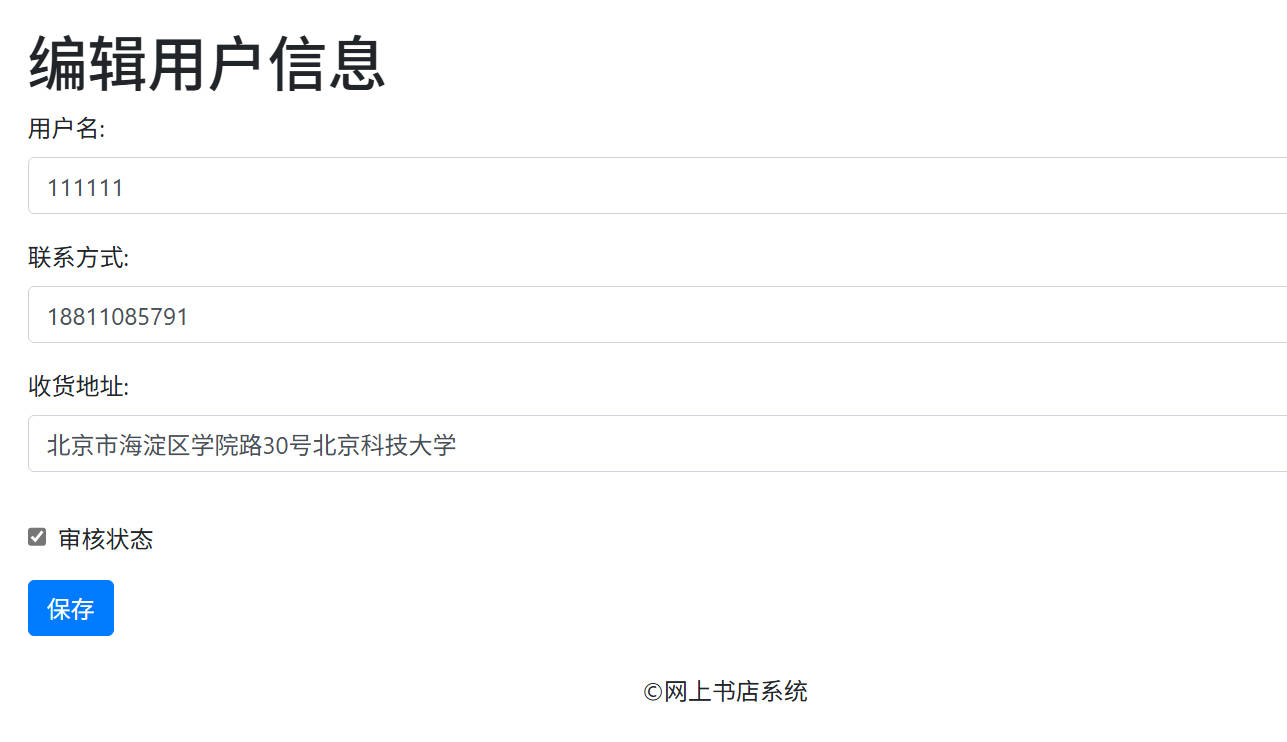 编辑用户信息
用户名:
111111
联系方式:
18811085791
收货地址:
北京市海淀区学院路30号北京科技大学
审核状态
保存
©网上书店系统